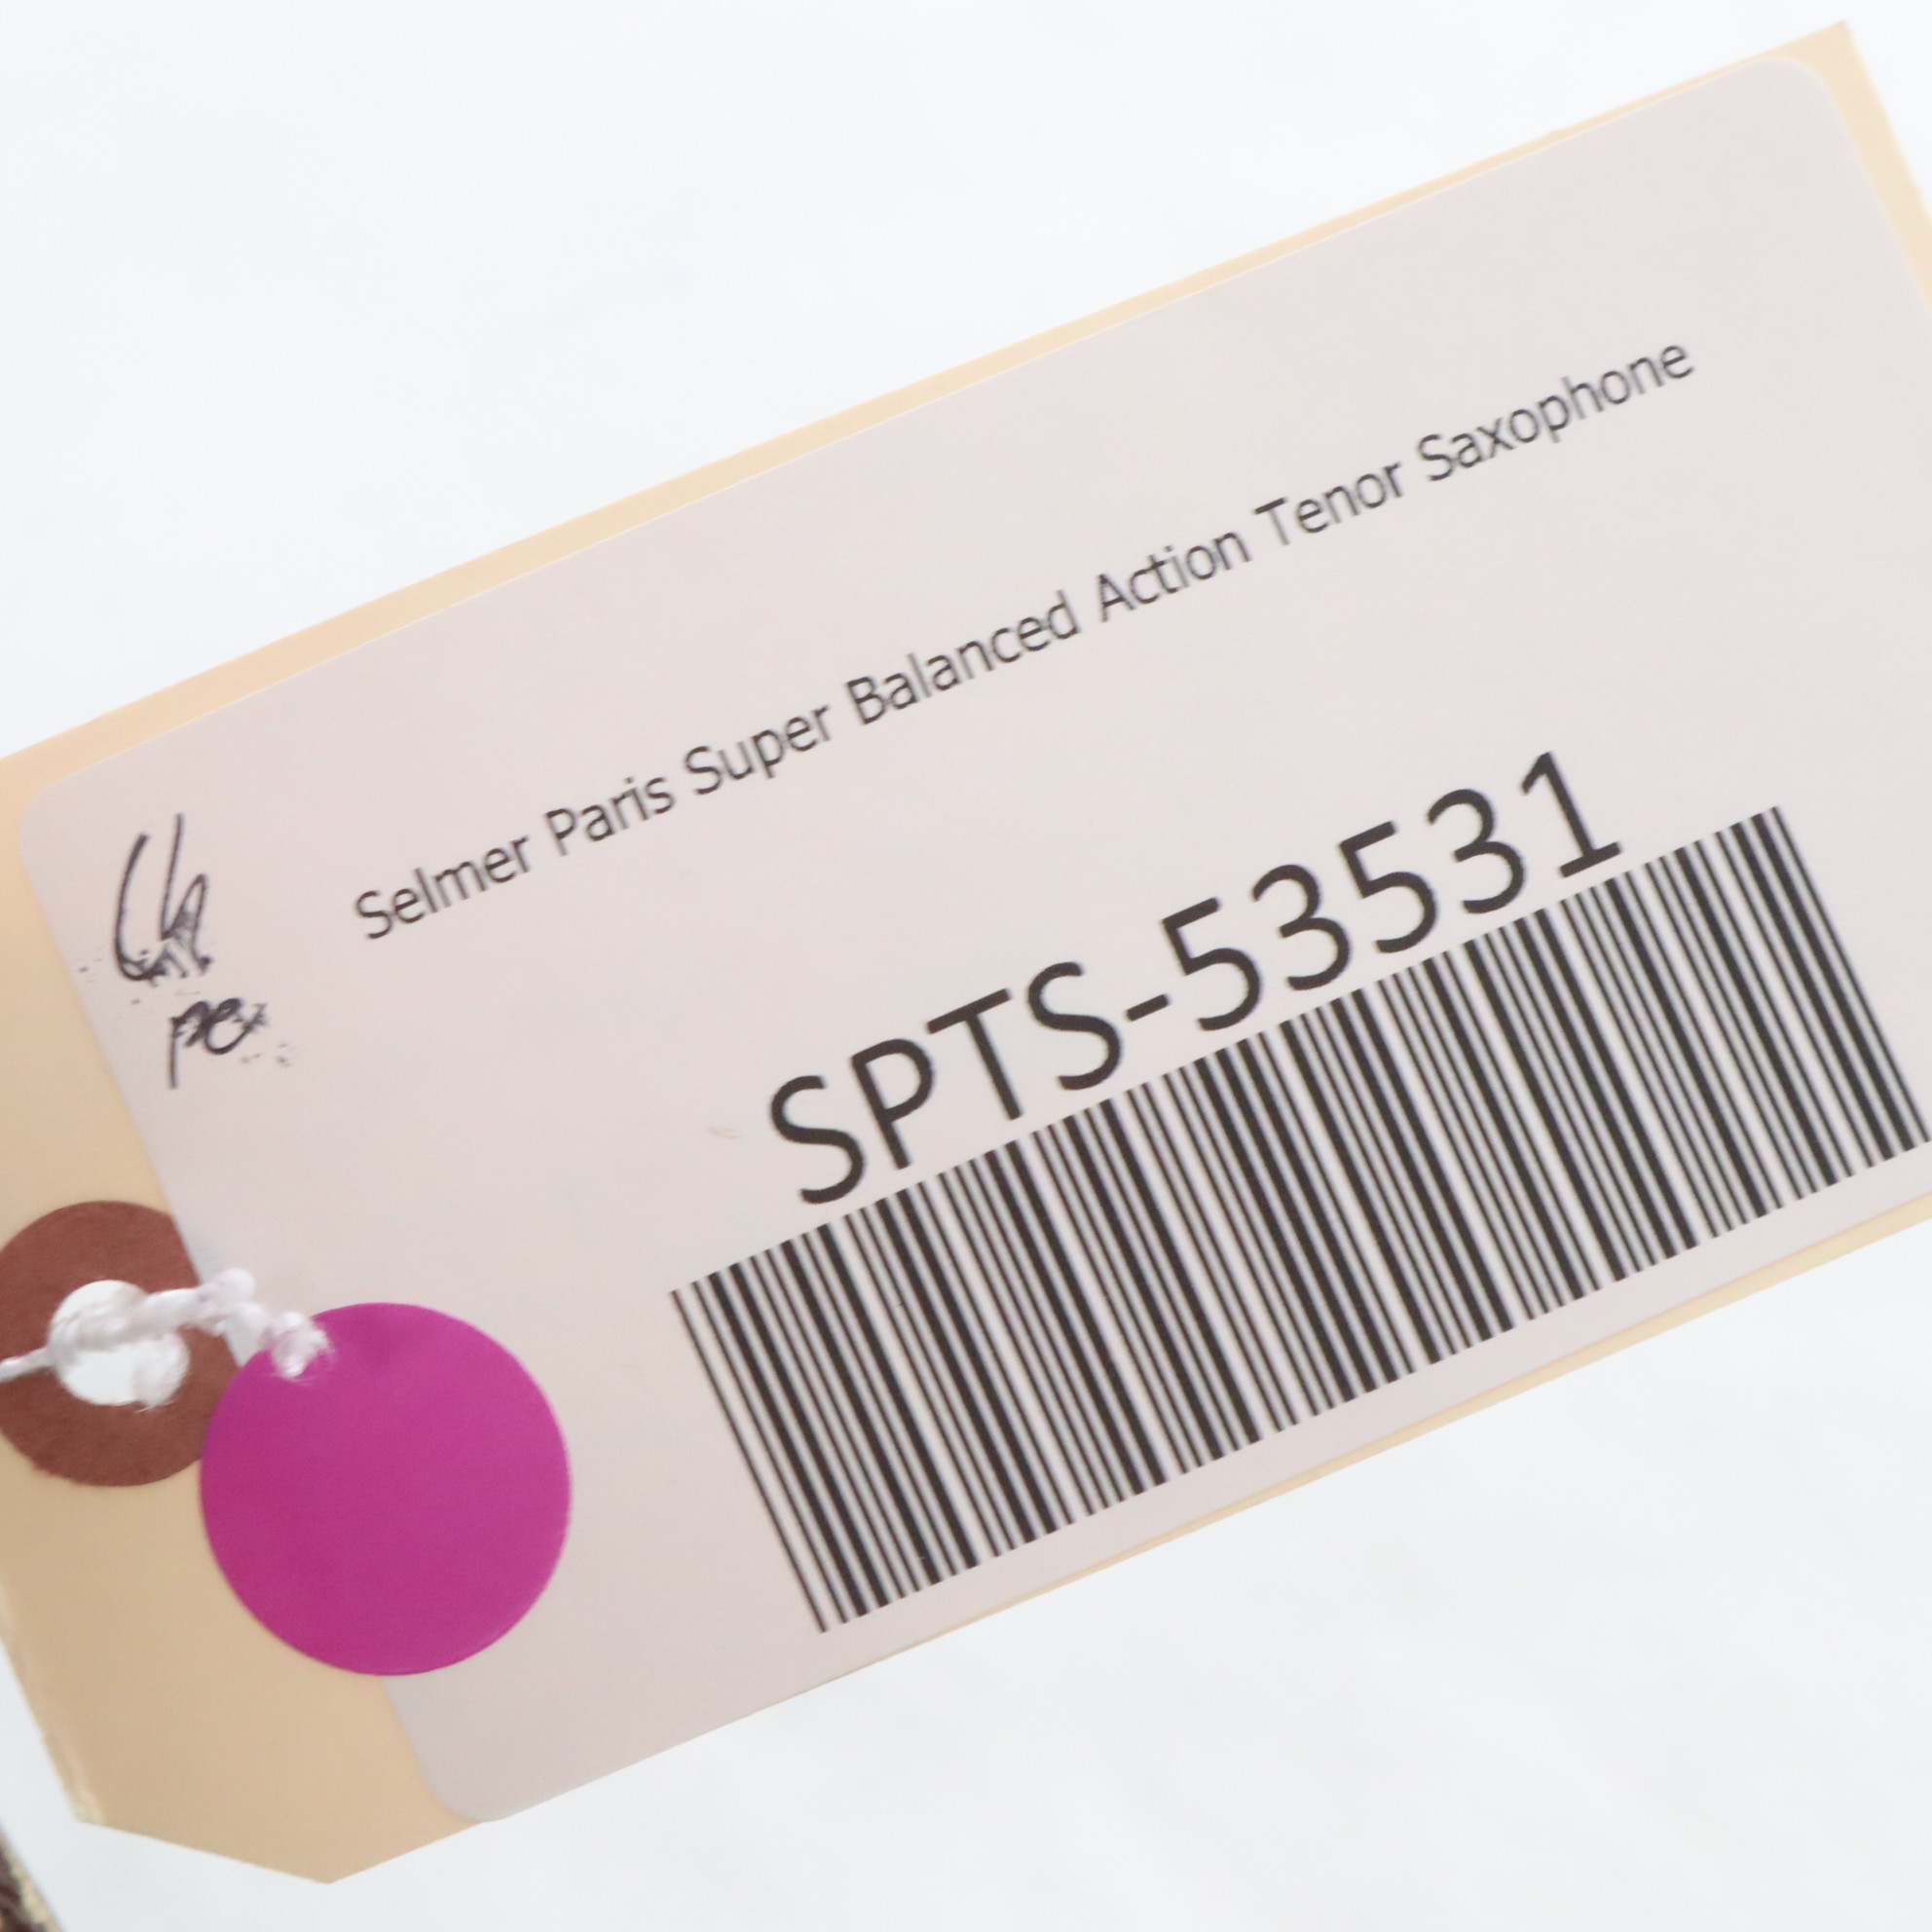 Selmer Paris Super Balanced Action Tenor Saxophone
SPTS-53531